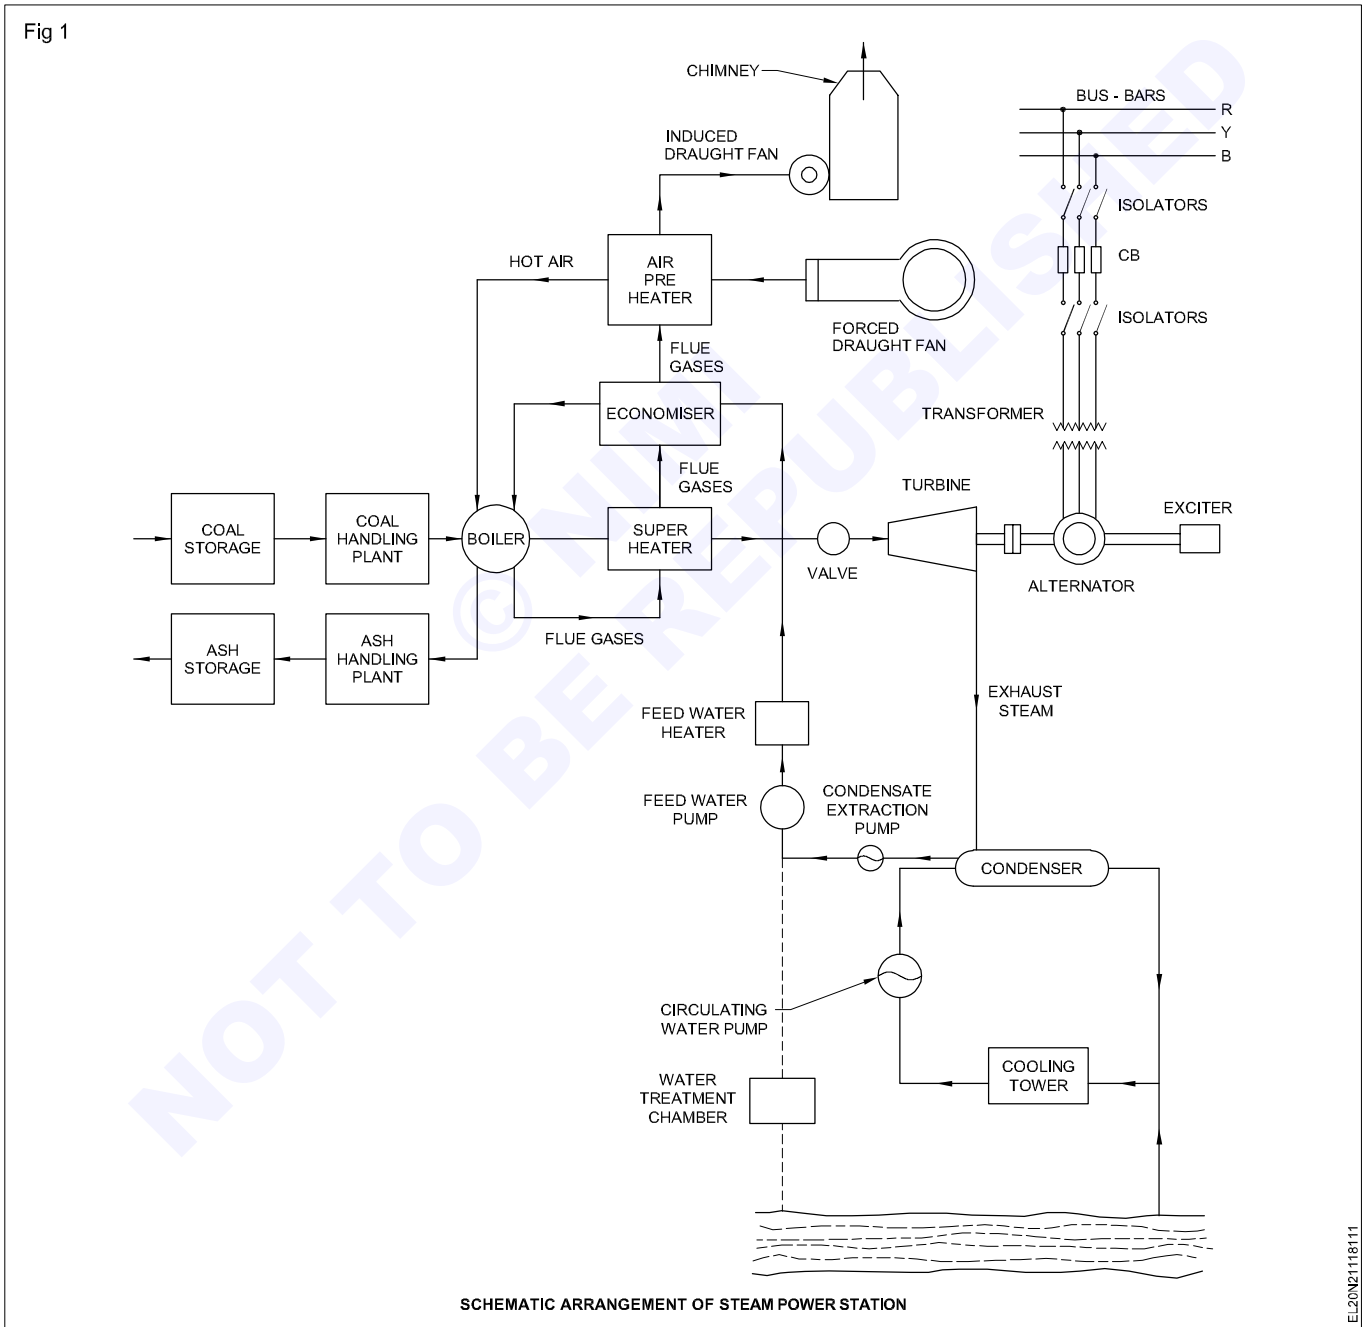 Fig 1
CHIMNEY
BUS - BARS
R
Y
B
INDUCED
DRAUGHT FAN
ISOLATORS
CB
ISOLATORS
HOT AIR
AIR
PRE
HEATER
FORCED
DRAUGHT FAN
FLUE
GASES
ECONOMISER
TRANSFORMER
FLUE
GASES
TURBINE
EXCITER
COAL
STORAGE
COAL
HANDLING
PLANT
BOILER
SUPER
HEATER
VALVE
ALTERNATOR
FLUE GASES
ASH
STORAGE
ASH
HANDLING
PLANT
EXHAUST
STEAM
FEED WATER
HEATER
FEED WATER
PUMP
CONDENSATE
EXTRACTION
PUMP
CONDENSER
CIRCULATING
WATER PUMP
COOLING
TOWER
WATER
TREATMENT
CHAMBER
SCHEMATIC ARRANGEMENT OF STEAM POWER STATION
EL20N21118111
© NIMI
NOT TO BE REPUBLISHED